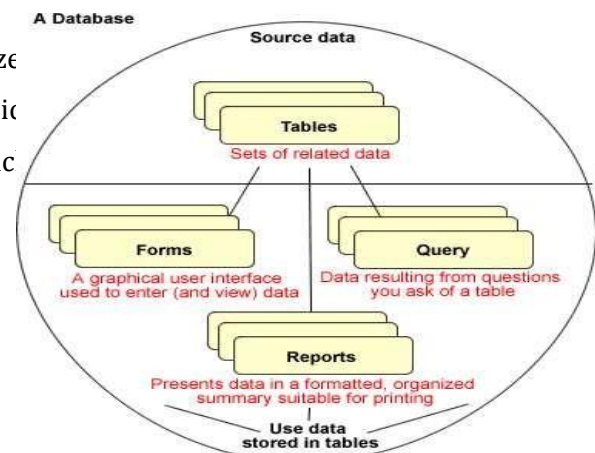 A Database
Source data
Tables
Sets of related data
Forms
A graphical user interface
used to enter (and view) data
Query
Data resulting from questions
you ask of a table
Reports
Presents data in a formatted, organized
summary suitable for printing
Use data
stored in tables